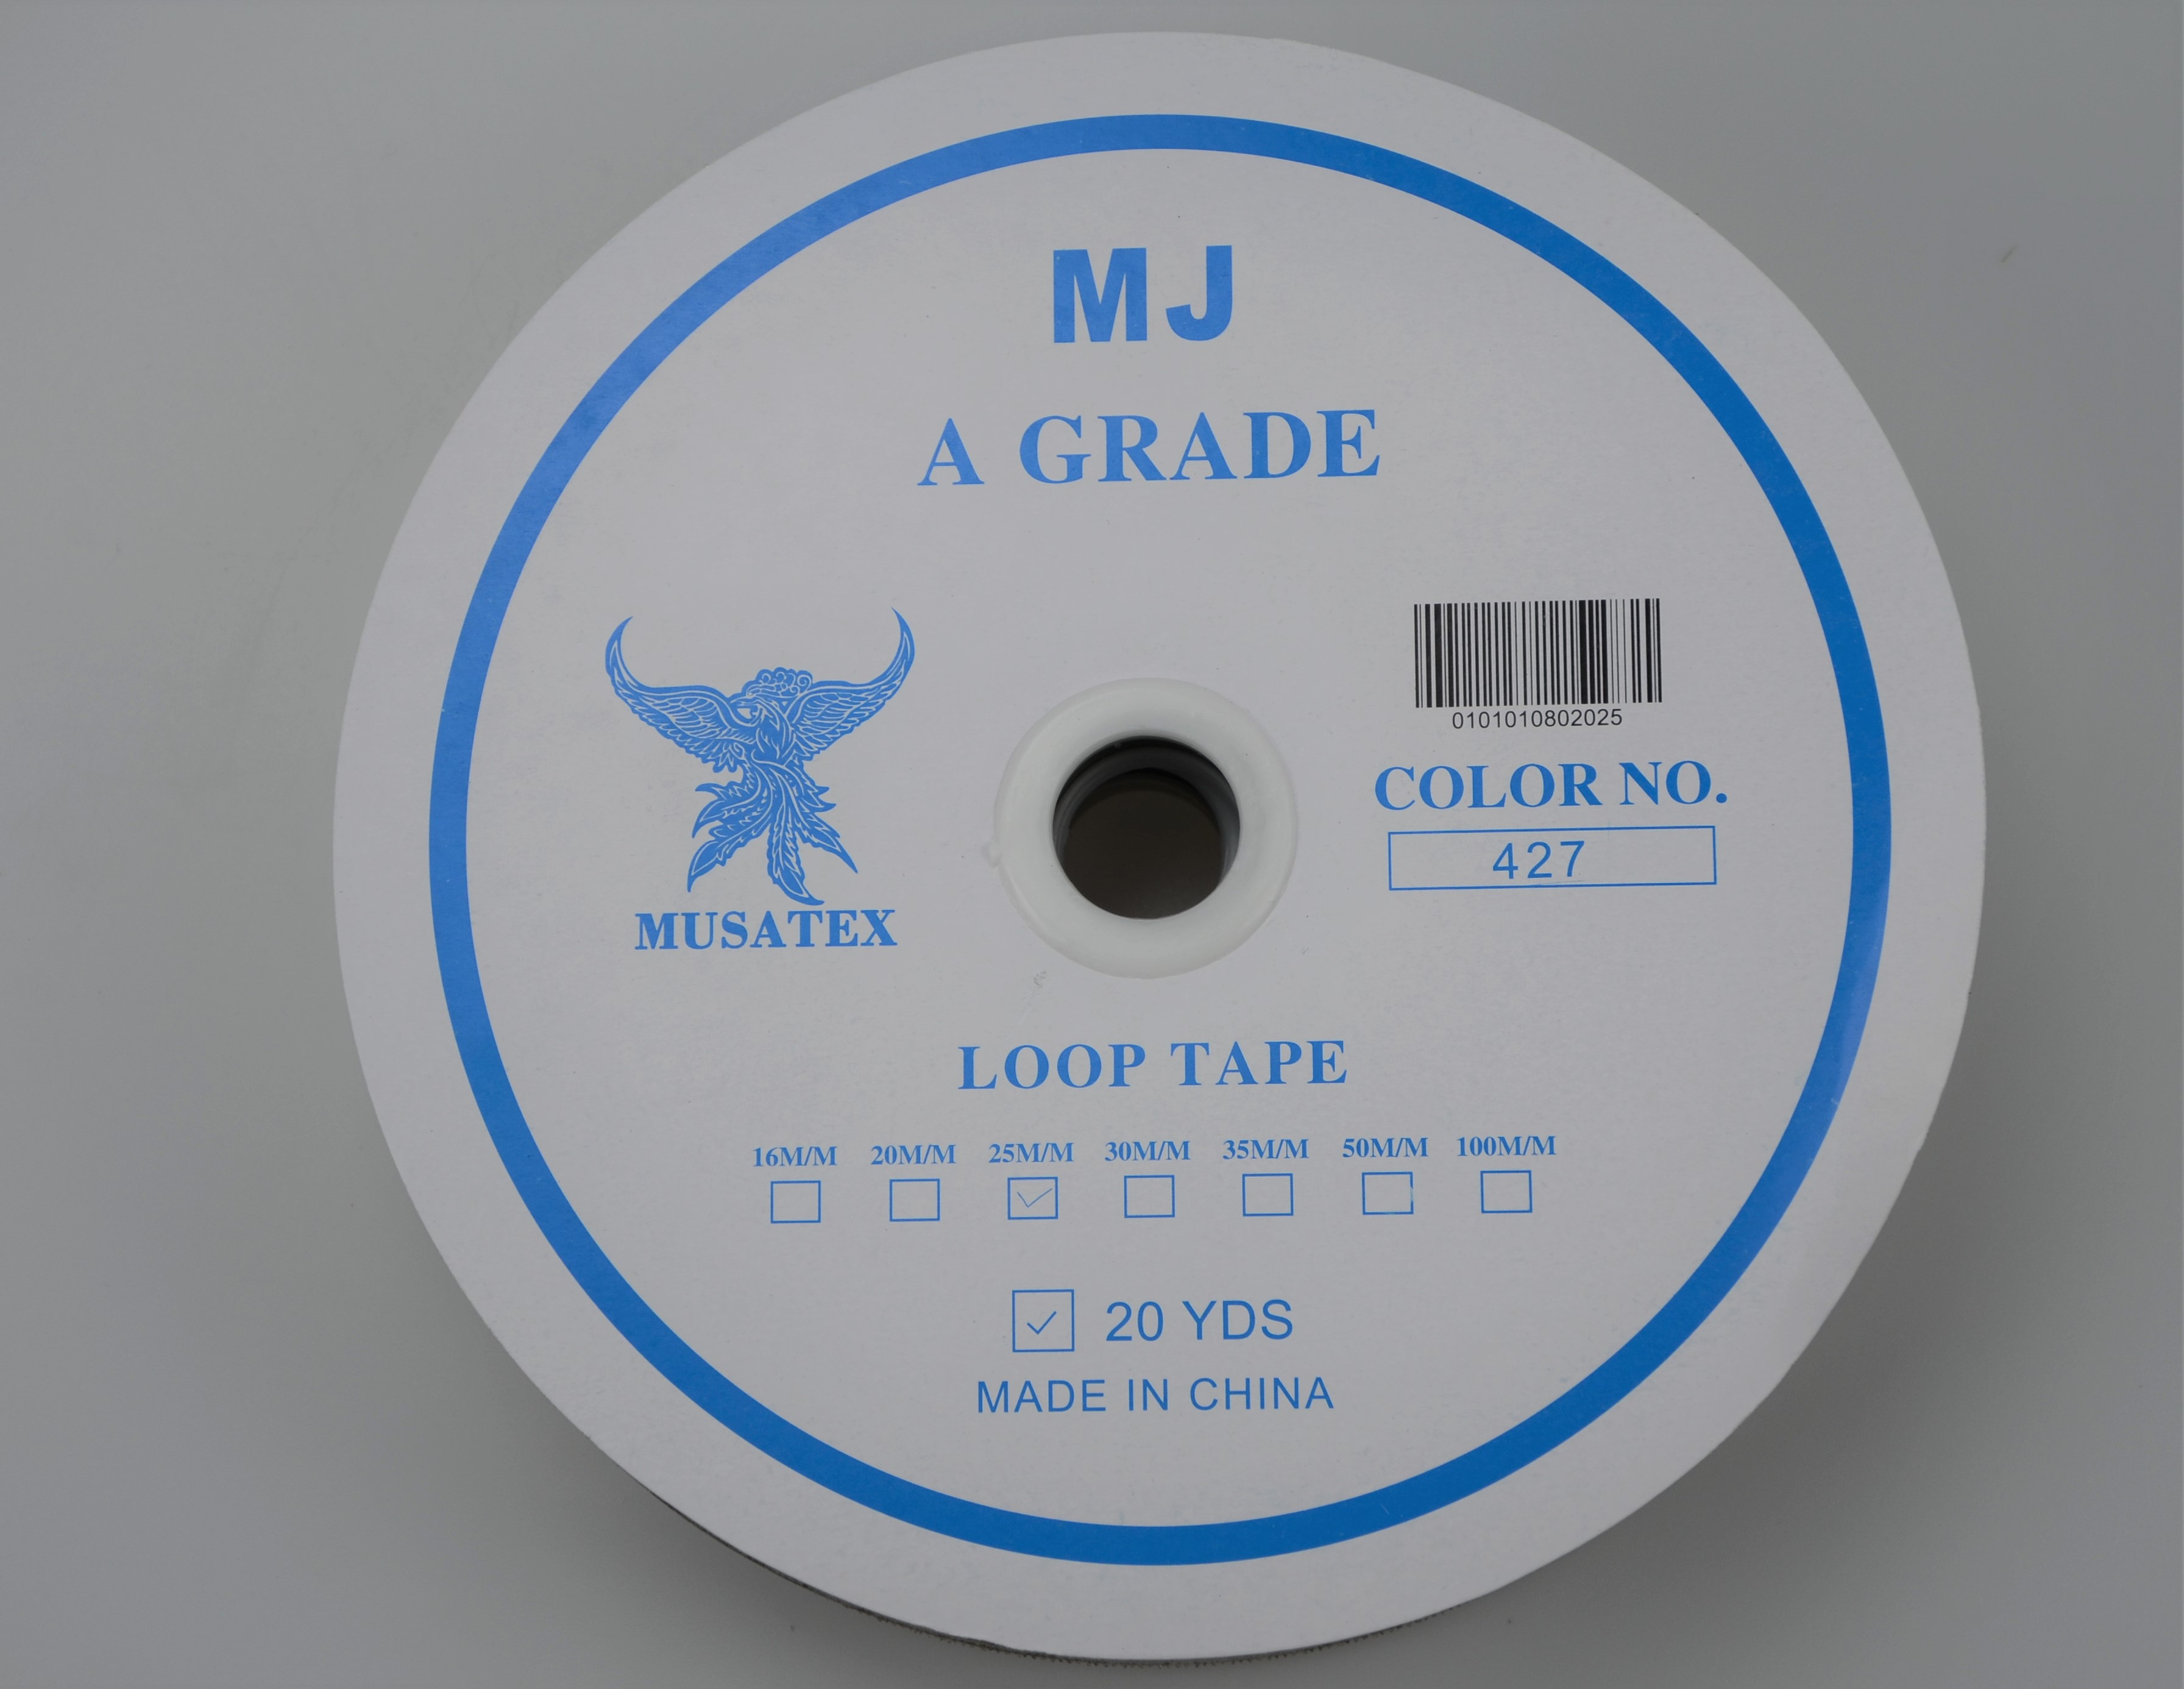 MJ
A GRADE
0101010802025
COLOR NO.
427
MUSATEX
LOOP TAPE
16M/M 20M/M 25M/M 30M/M 35M/M 50M/M 100M/M
20 YDS
MADE IN CHINA